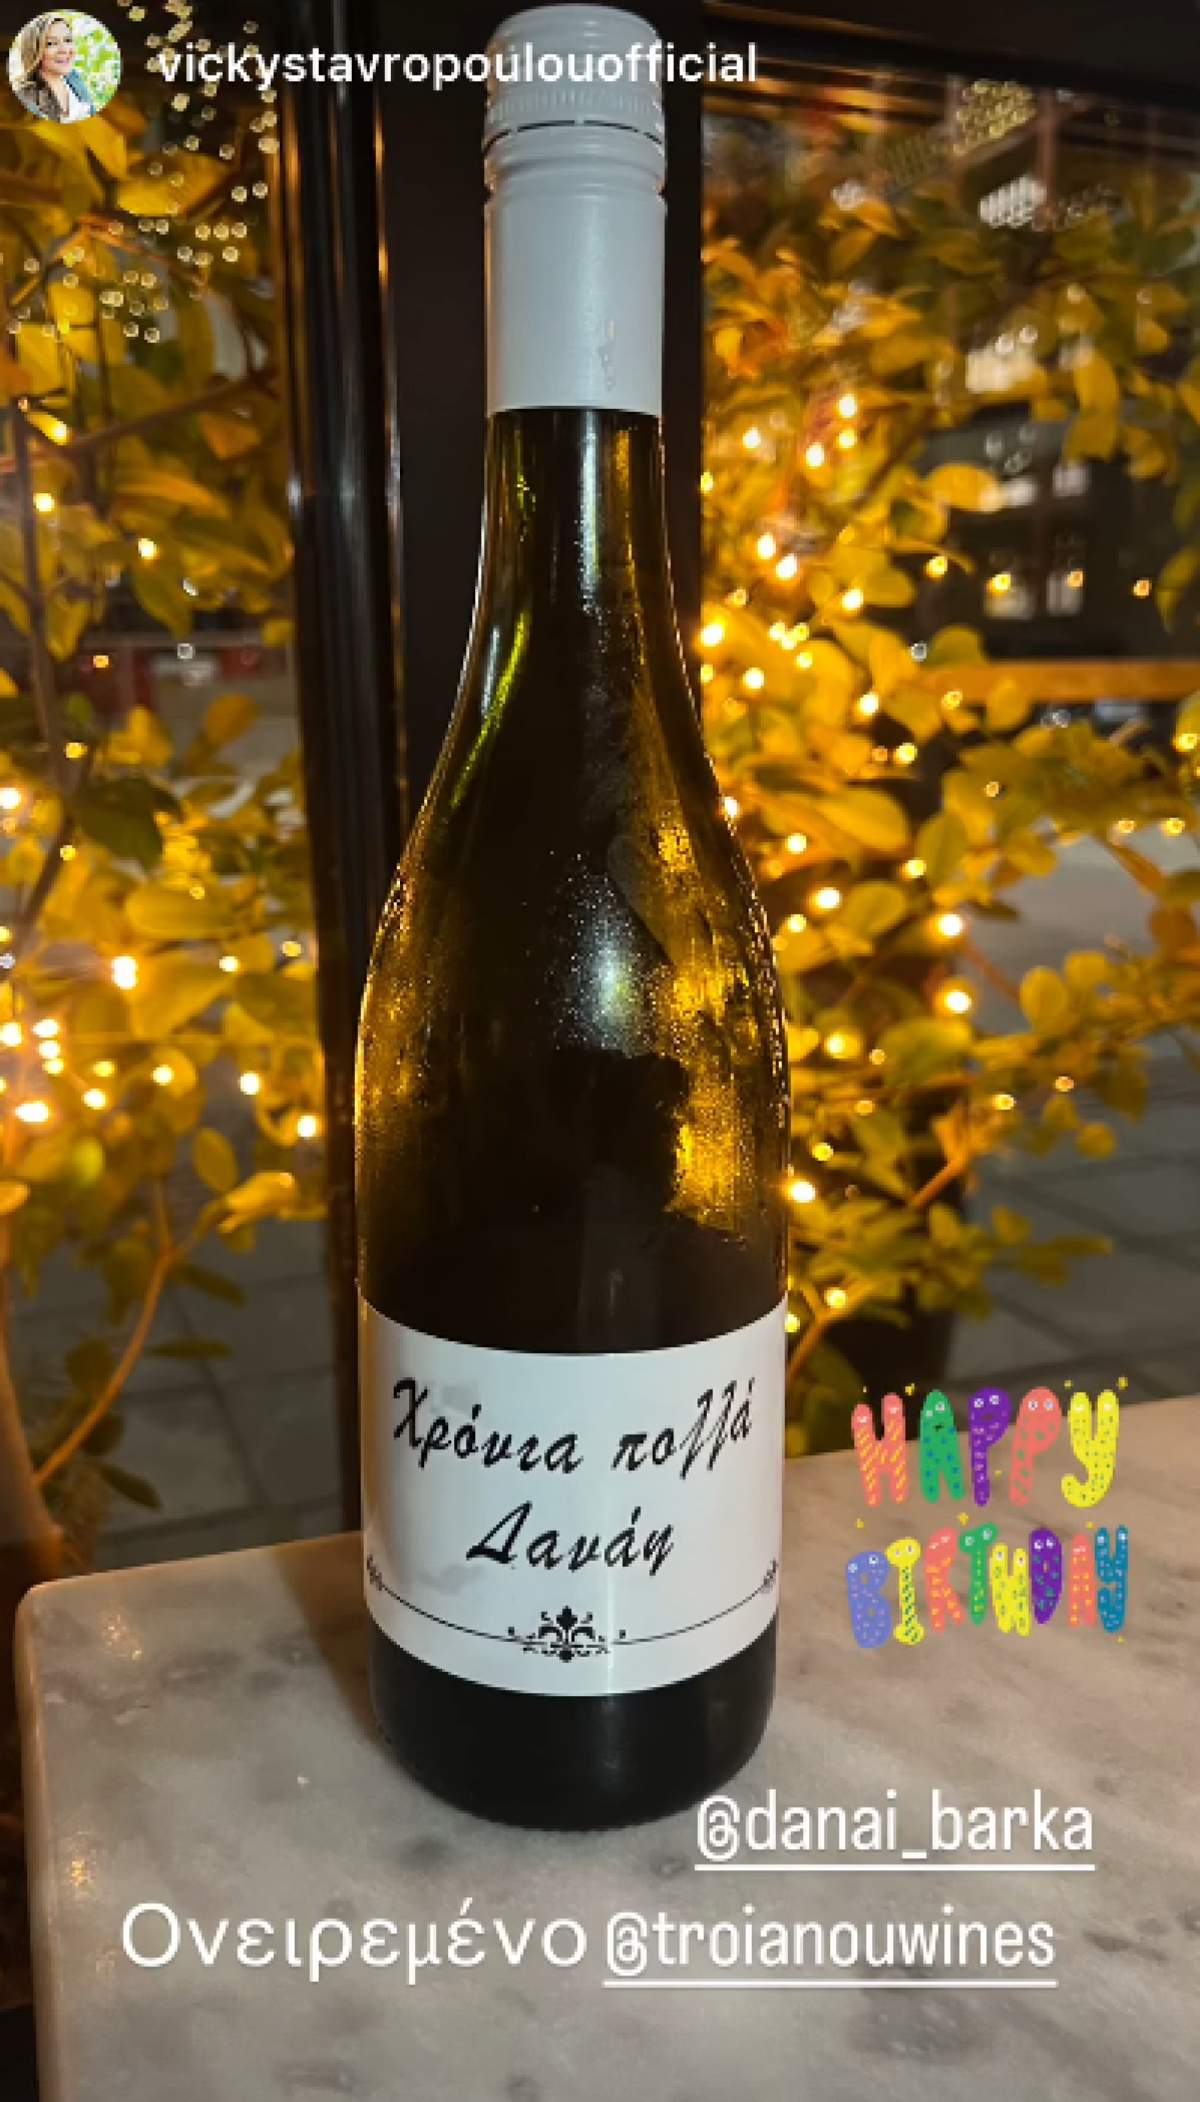 vickystavropoulouofficial
Χρόνια πολλά
Δανάη
HAPPY
BIRTHDAY
@danai_barka
Ονειρεμένο @troianouwines